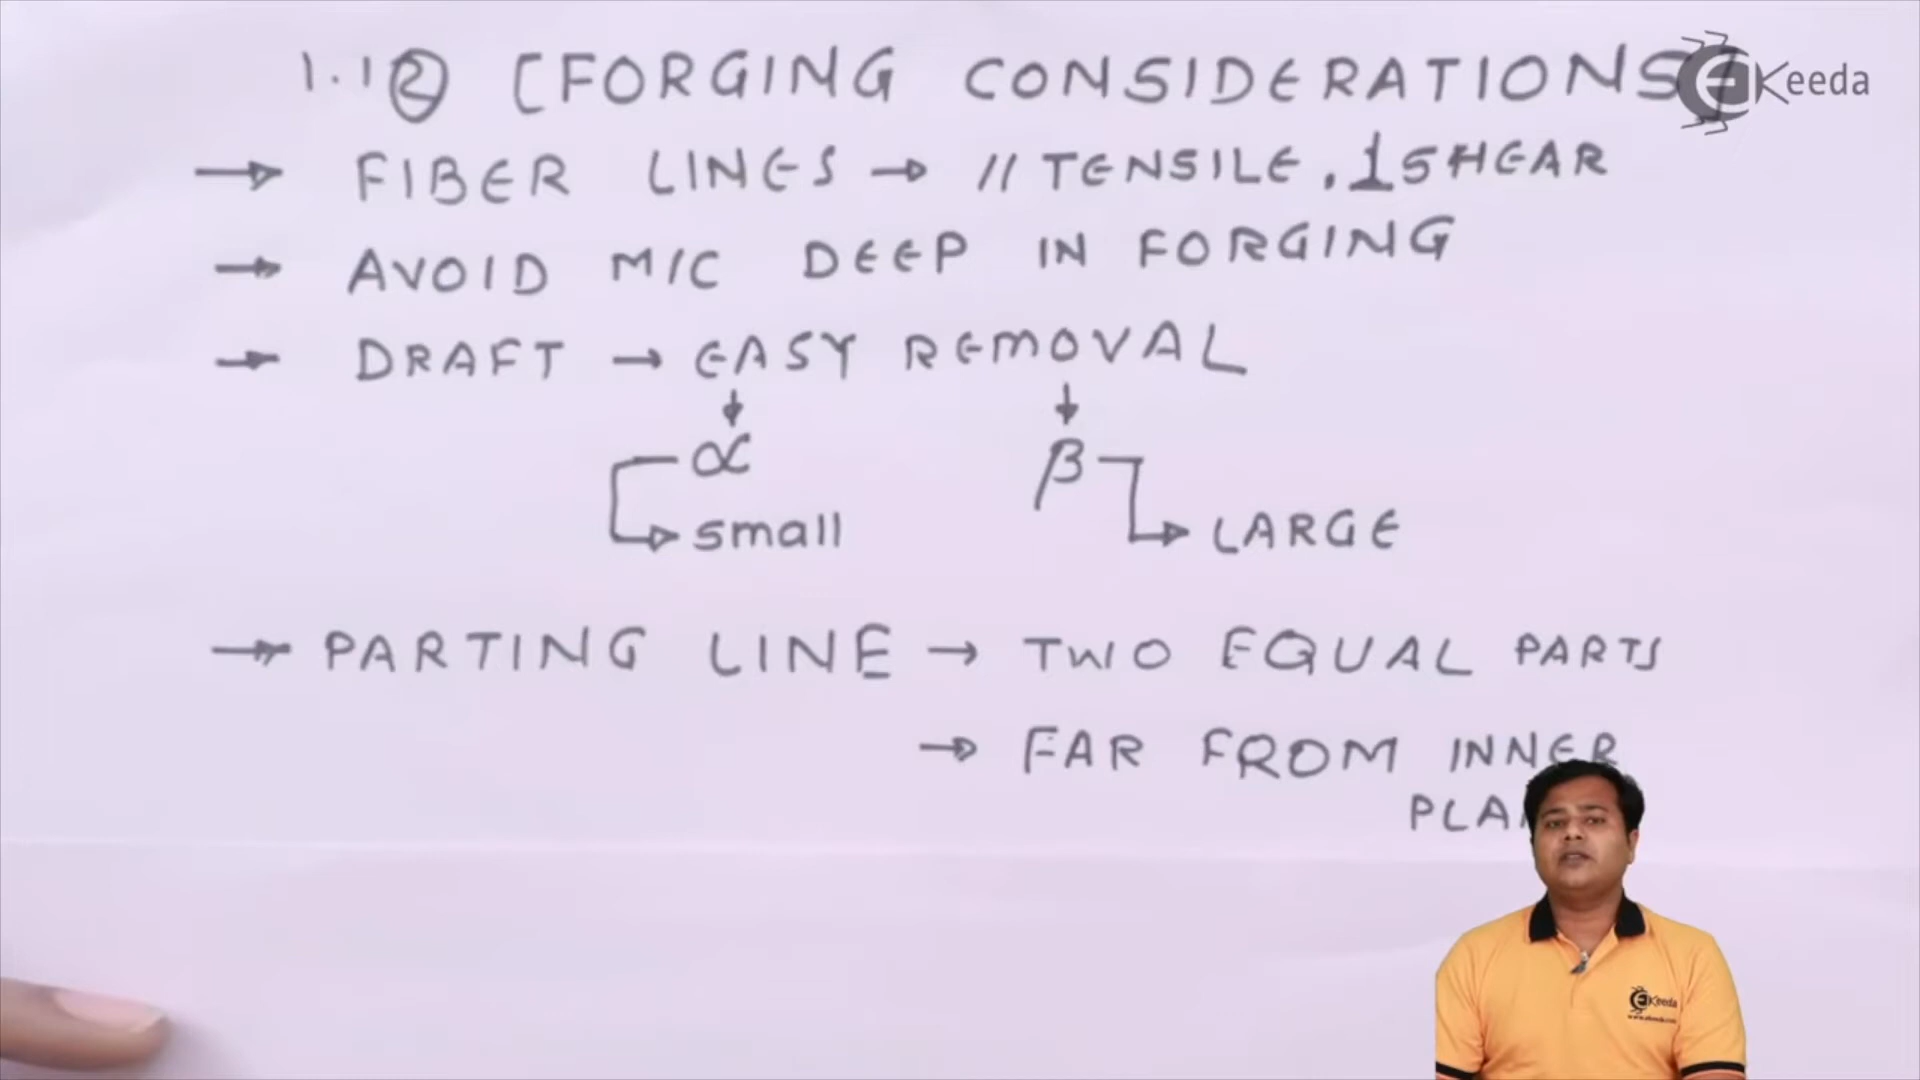 1.1② [FORGING CONSIDERATIONS]
Keeda
→ FIBER LINES → // TENSILE, ⊥ SHEAR
→ AVOID M/C DEEP IN FORGING
→ DRAFT → EASY REMOVAL
↓ ↓
α β
small LARGE
→ PARTING LINE → TWO EQUAL PARTS
→ FAR FROM INNER
Keeda